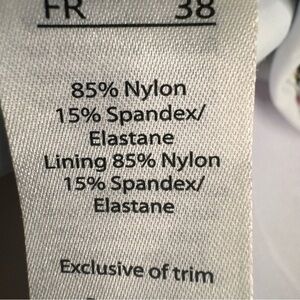 FR 38
85% Nylon
15% Spandex/
Elastane
Lining 85% Nylon
15% Spandex/
Elastane
Exclusive of trim